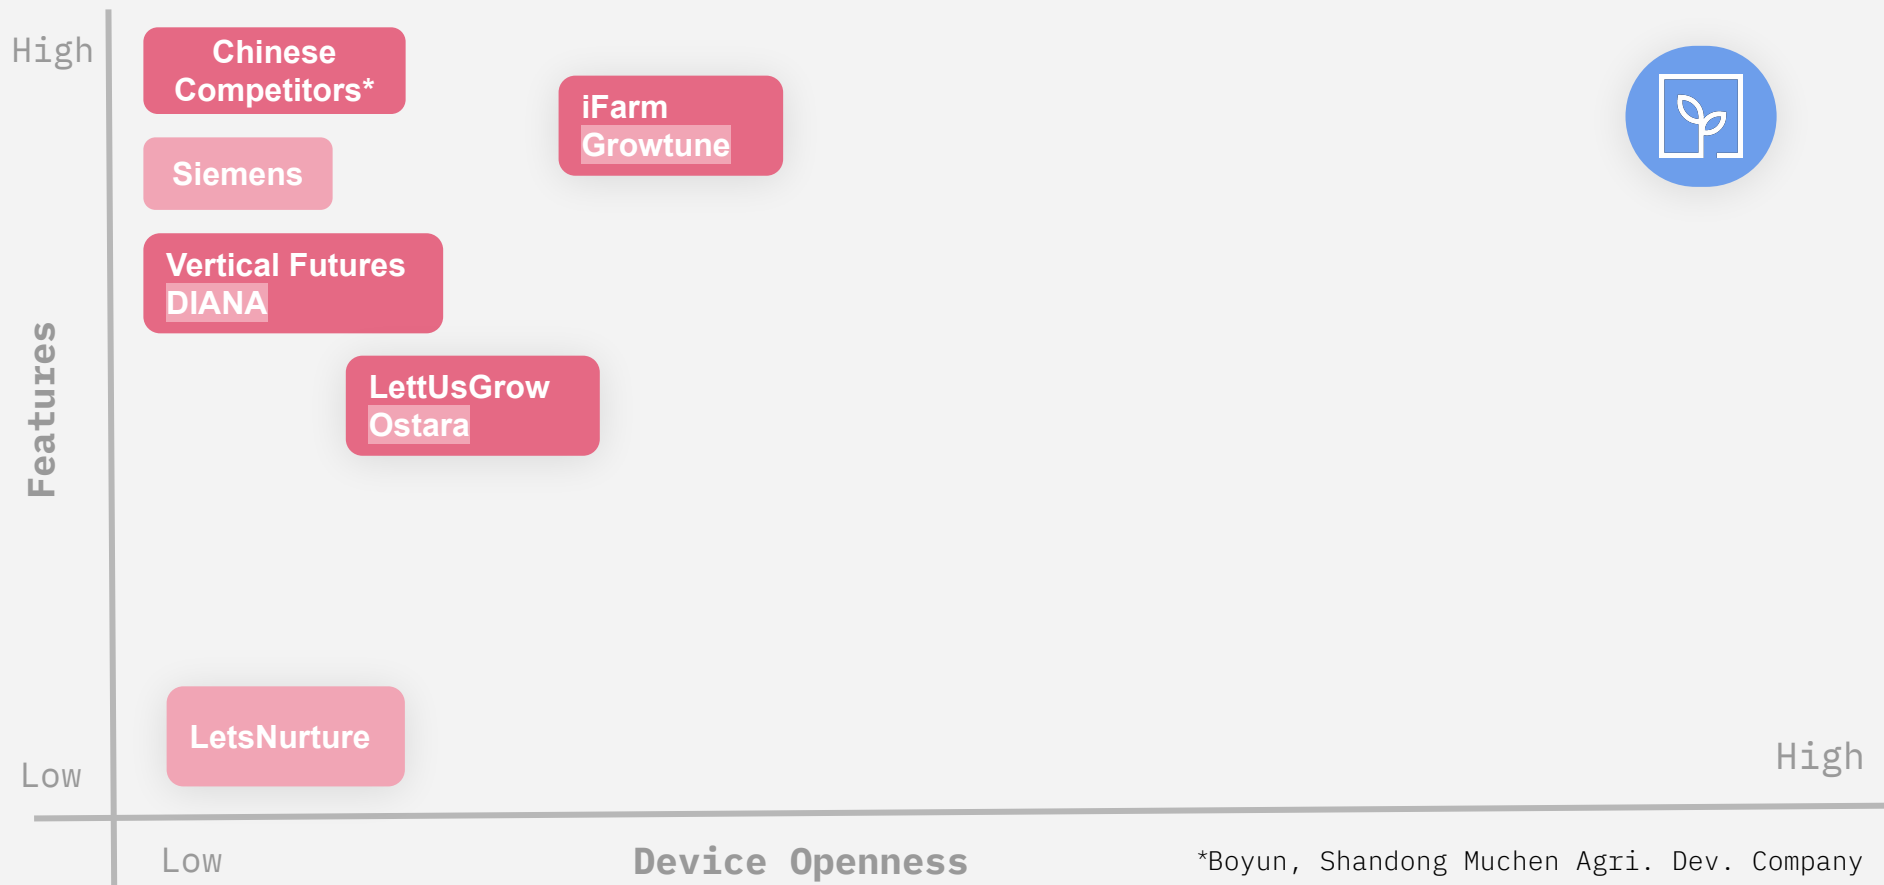 High
Chinese
Competitors*
iFarm
Growtune
Siemens
Vertical Futures
DIANA
LettUsGrow
Ostara
Features
LetsNurture
Low
High
Low
Device Openness
*Boyun, Shandong Muchen Agri. Dev. Company